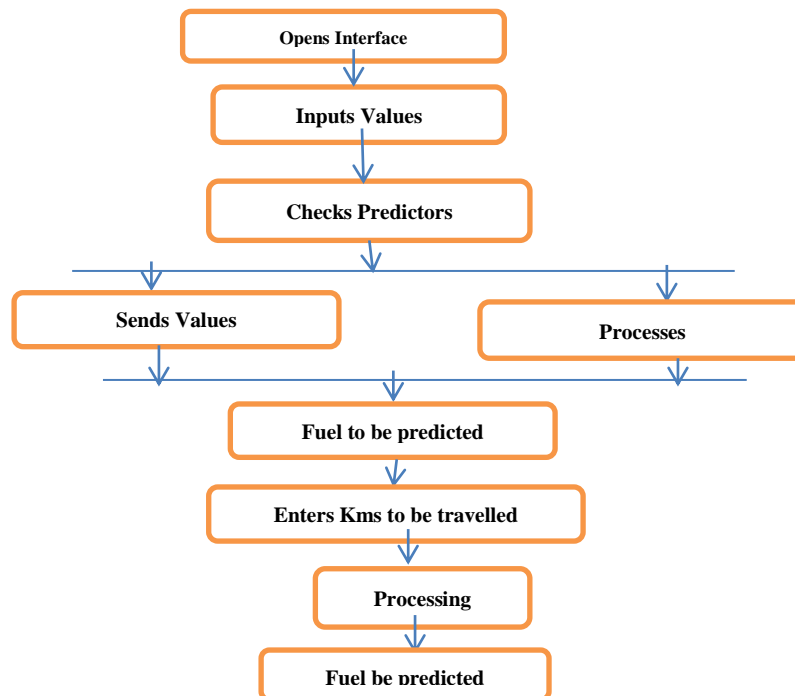 Opens Interface
Inputs Values
Checks Predictors
Sends Values
Processes
Fuel to be predicted
Enters Kms to be travelled
Processing
Fuel be predicted